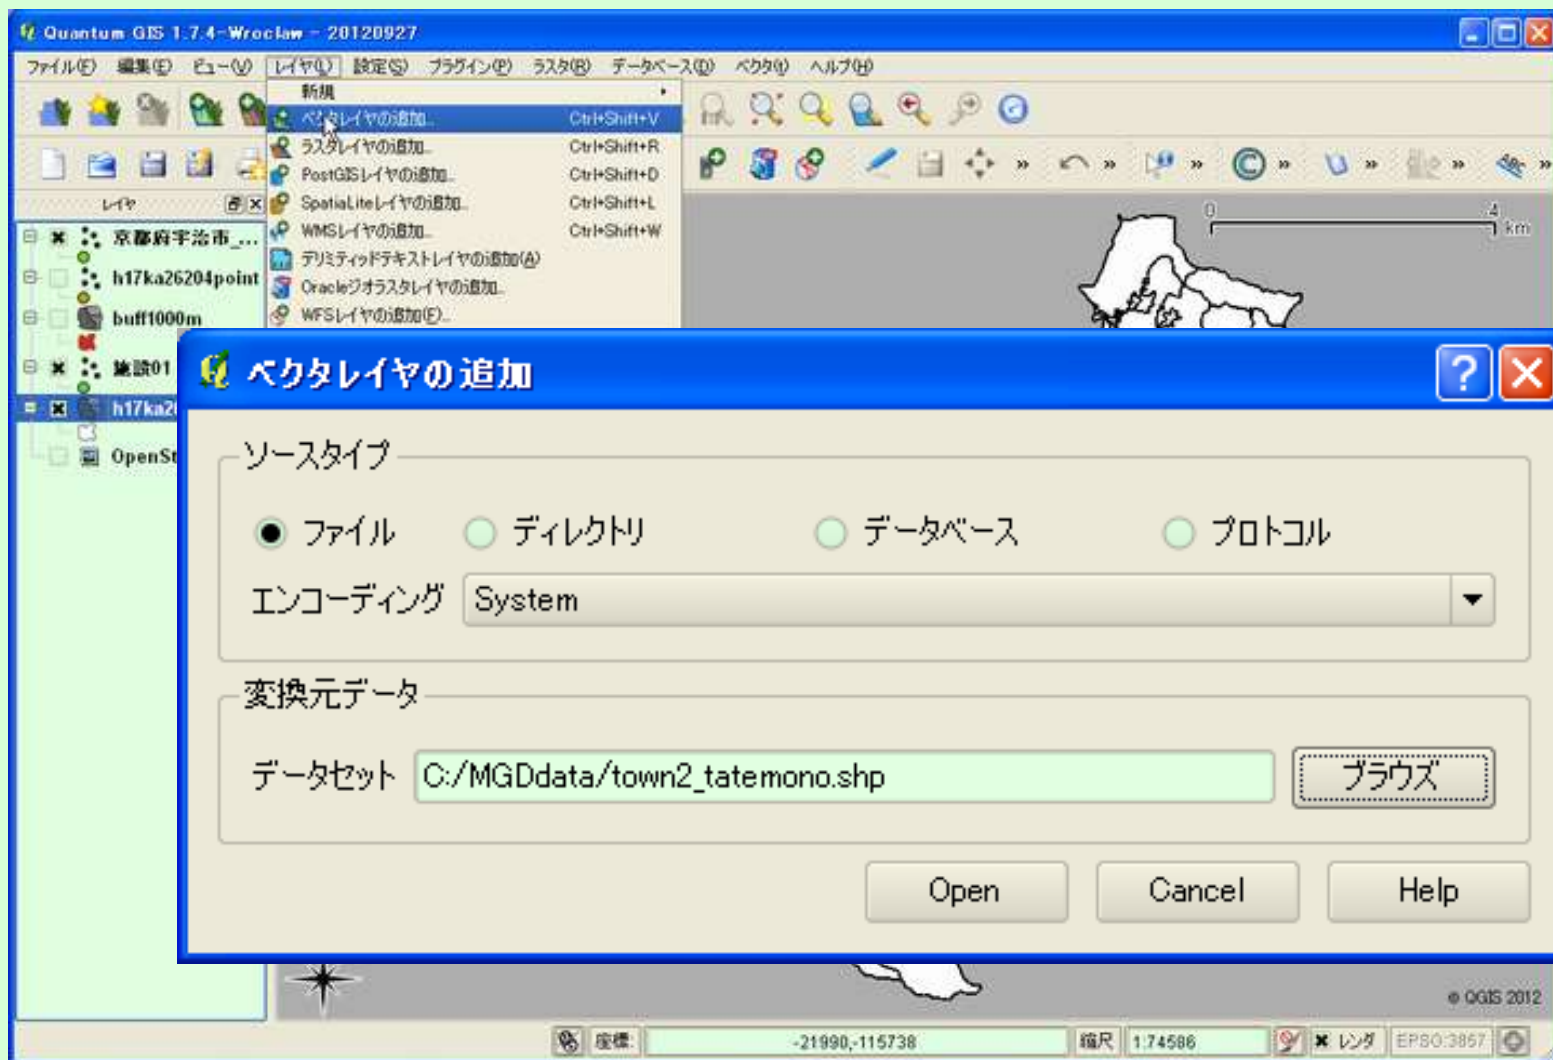 Quantum GIS 1.7.4-Wroclaw - 20120927
ファイル(F) 編集(E) ビュー(V) レイヤ(L) 設定(S) プラグイン(P) ラスタ(R) データベース(D) ベクタ(t) ヘルプ(H)
新規
ベクタレイヤの追加... Ctrl+Shift+V
ラスタレイヤの追加... Ctrl+Shift+R
PostGISレイヤの追加... Ctrl+Shift+D
SpatiaLiteレイヤの追加... Ctrl+Shift+L
WMSレイヤの追加... Ctrl+Shift+W
デリミティッドテキストレイヤの追加(A)
Oracleジオラスタレイヤの追加...
WFSレイヤの追加(F)...
レイヤ
京都府宇治市_...
h17ka26204point
buff1000m
施設01
h17ka2
OpenSt
0 4
km
ベクタレイヤの追加
ソースタイプ
ファイル ディレクトリ データベース プロトコル
エンコーディング System
変換元データ
データセット C:/MGDdata/town2_tatemono.shp ブラウズ
Open Cancel Help
© QGIS 2012
座標: -21990,-115738 縮尺 1:74586 レンダ EPSG:3857